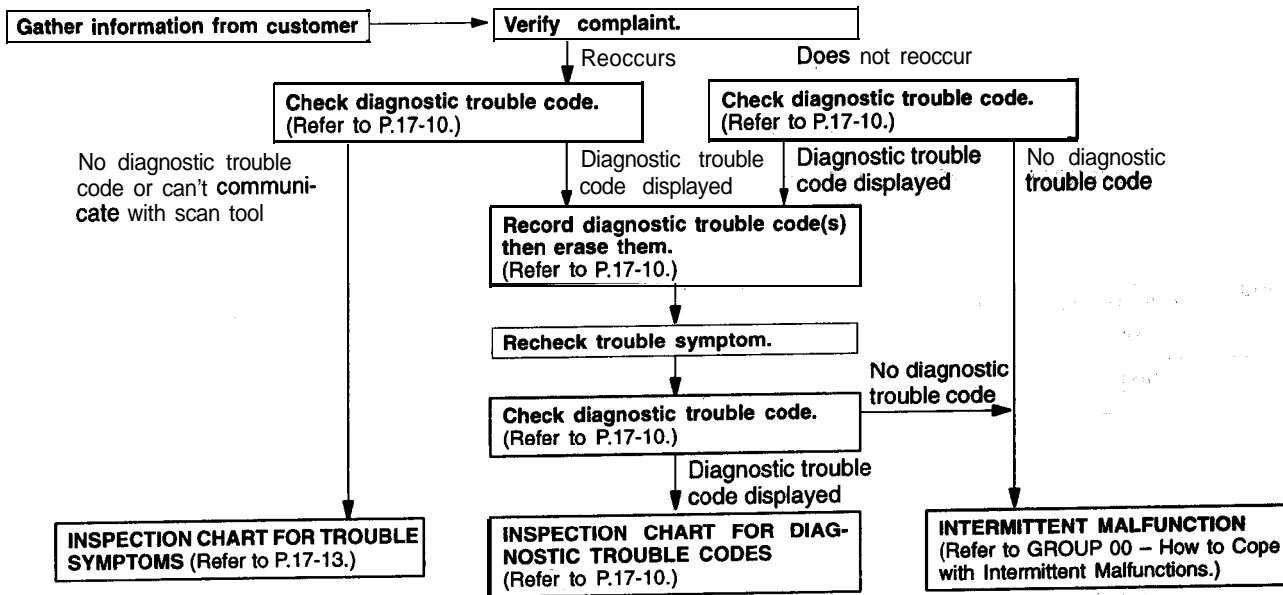 Gather information from customer
Verify complaint.
Reoccurs
Does not reoccur
Check diagnostic trouble code.
(Refer to P.17-10.)
Check diagnostic trouble code.
(Refer to P.17-10.)
No diagnostic trouble
code or can't communi-
cate with scan tool
Diagnostic trouble
code displayed
Diagnostic trouble
code displayed
No diagnostic
trouble code
Record diagnostic trouble code(s)
then erase them.
(Refer to P.17-10.)
Recheck trouble symptom.
No diagnostic
trouble code
Check diagnostic trouble code.
(Refer to P.17-10.)
Diagnostic trouble
code displayed
INSPECTION CHART FOR TROUBLE
SYMPTOMS (Refer to P.17-13.)
INSPECTION CHART FOR DIAG-
NOSTIC TROUBLE CODES
(Refer to P.17-10.)
INTERMITTENT MALFUNCTION
(Refer to GROUP 00 – How to Cope
with Intermittent Malfunctions.)